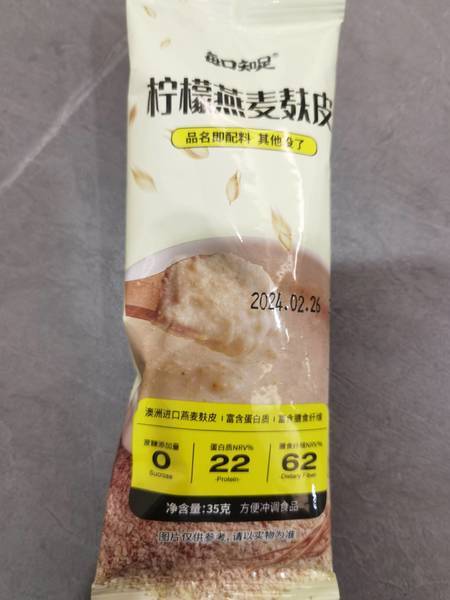 每口知足®
柠檬燕麦麸皮
品名即配料 其他没了
2024.02.26
澳洲进口燕麦麸皮 | 富含蛋白质 | 富含膳食纤维
蔗糖添加量 蛋白质NRV% 膳食纤维NRV%
0 22 62
Sucrose -Protein- Dietary Fiber
净含量:35克 方便冲调食品
图片仅供参考,请以实物为准